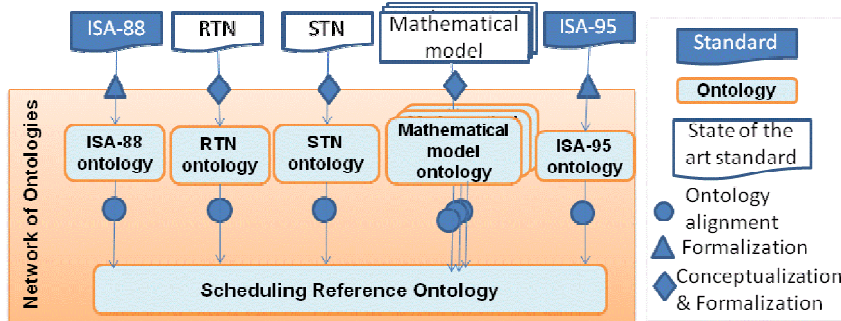 ISA-88
RTN
STN
Mathematical
model
ISA-95
Standard
Ontology
State of the
art standard
Ontology
alignment
Formalization
Conceptualization
& Formalization
Network of Ontologies
ISA-88
ontology
RTN
ontology
STN
ontology
Mathematical
model
ontology
ISA-95
ontology
Scheduling Reference Ontology